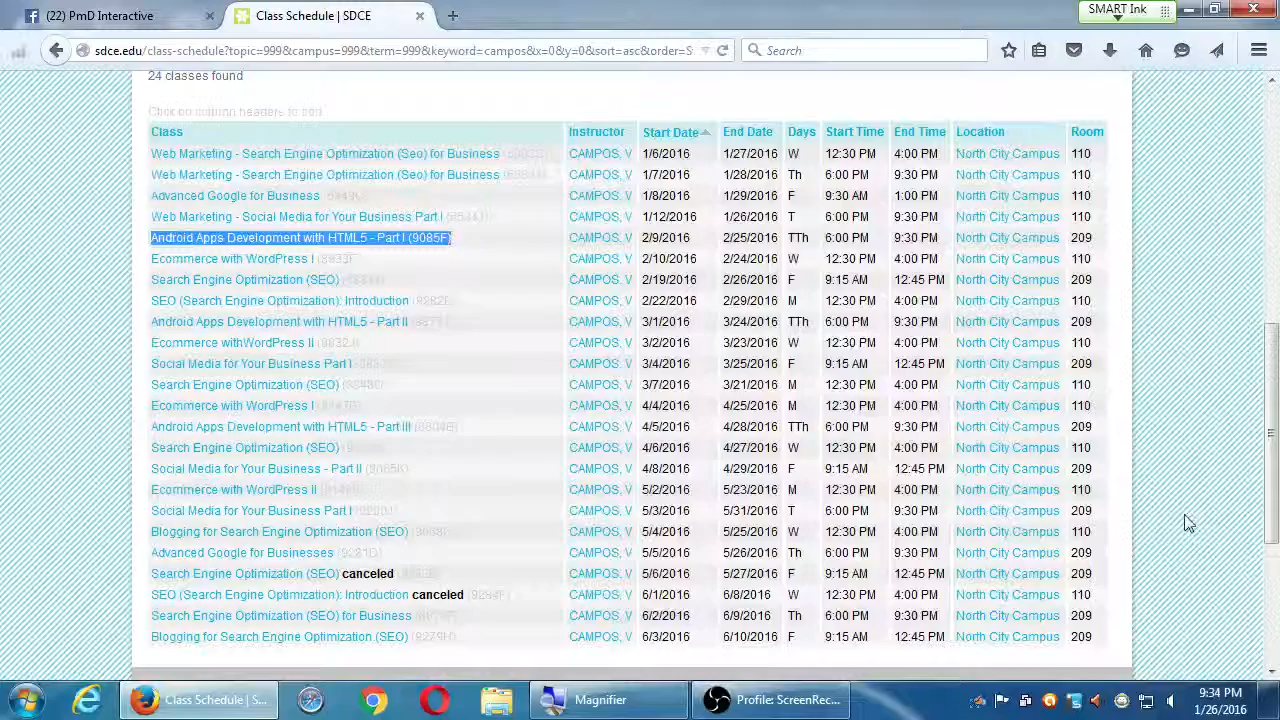 (22) PmD Interactive
Class Schedule | SDCE
SMART Ink
sdce.edu/class-schedule?topic=999&campus=999&term=999&keyword=campos&x=0&y=0&sort=asc&order=S
Search
24 classes found
Click on column headers to sort
Class Instructor Start Date End Date Days Start Time End Time Location Room
Web Marketing - Search Engine Optimization (Seo) for Business CAMPOS, V 1/6/2016 1/27/2016 W 12:30 PM 4:00 PM North City Campus 110
Web Marketing - Search Engine Optimization (Seo) for Business CAMPOS, V 1/7/2016 1/28/2016 Th 6:00 PM 9:30 PM North City Campus 110
Advanced Google for Business CAMPOS, V 1/8/2016 1/29/2016 F 9:30 AM 1:00 PM North City Campus 110
Web Marketing - Social Media for Your Business Part I CAMPOS, V 1/12/2016 1/26/2016 T 6:00 PM 9:30 PM North City Campus 110
Android Apps Development with HTML5 - Part I (9085F) CAMPOS, V 2/9/2016 2/25/2016 TTh 6:00 PM 9:30 PM North City Campus 209
Ecommerce with WordPress I CAMPOS, V 2/10/2016 2/24/2016 W 12:30 PM 4:00 PM North City Campus 110
Search Engine Optimization (SEO) CAMPOS, V 2/19/2016 2/26/2016 F 9:15 AM 12:45 PM North City Campus 209
SEO (Search Engine Optimization): Introduction CAMPOS, V 2/22/2016 2/29/2016 M 12:30 PM 4:00 PM North City Campus 110
Android Apps Development with HTML5 - Part II CAMPOS, V 3/1/2016 3/24/2016 TTh 6:00 PM 9:30 PM North City Campus 209
Ecommerce withWordPress II CAMPOS, V 3/2/2016 3/23/2016 W 12:30 PM 4:00 PM North City Campus 110
Social Media for Your Business Part I CAMPOS, V 3/4/2016 3/25/2016 F 9:15 AM 12:45 PM North City Campus 209
Search Engine Optimization (SEO) CAMPOS, V 3/7/2016 3/21/2016 M 12:30 PM 4:00 PM North City Campus 110
Ecommerce with WordPress I CAMPOS, V 4/4/2016 4/25/2016 M 12:30 PM 4:00 PM North City Campus 110
Android Apps Development with HTML5 - Part III CAMPOS, V 4/5/2016 4/28/2016 TTh 6:00 PM 9:30 PM North City Campus 209
Search Engine Optimization (SEO) CAMPOS, V 4/6/2016 4/27/2016 W 12:30 PM 4:00 PM North City Campus 110
Social Media for Your Business - Part II CAMPOS, V 4/8/2016 4/29/2016 F 9:15 AM 12:45 PM North City Campus 209
Ecommerce with WordPress II CAMPOS, V 5/2/2016 5/23/2016 M 12:30 PM 4:00 PM North City Campus 110
Social Media for Your Business Part I CAMPOS, V 5/3/2016 5/31/2016 T 6:00 PM 9:30 PM North City Campus 209
Blogging for Search Engine Optimization (SEO) CAMPOS, V 5/4/2016 5/25/2016 W 12:30 PM 4:00 PM North City Campus 110
Advanced Google for Businesses CAMPOS, V 5/5/2016 5/26/2016 Th 6:00 PM 9:30 PM North City Campus 209
Search Engine Optimization (SEO) canceled CAMPOS, V 5/6/2016 5/27/2016 F 9:15 AM 12:45 PM North City Campus 209
SEO (Search Engine Optimization): Introduction canceled CAMPOS, V 6/1/2016 6/8/2016 W 12:30 PM 4:00 PM North City Campus 110
Search Engine Optimization (SEO) for Business CAMPOS, V 6/2/2016 6/9/2016 Th 6:00 PM 9:30 PM North City Campus 209
Blogging for Search Engine Optimization (SEO) CAMPOS, V 6/3/2016 6/10/2016 F 9:15 AM 12:45 PM North City Campus 209
Class Schedule | S...
Magnifier
Profile: ScreenRec...
9:34 PM
1/26/2016